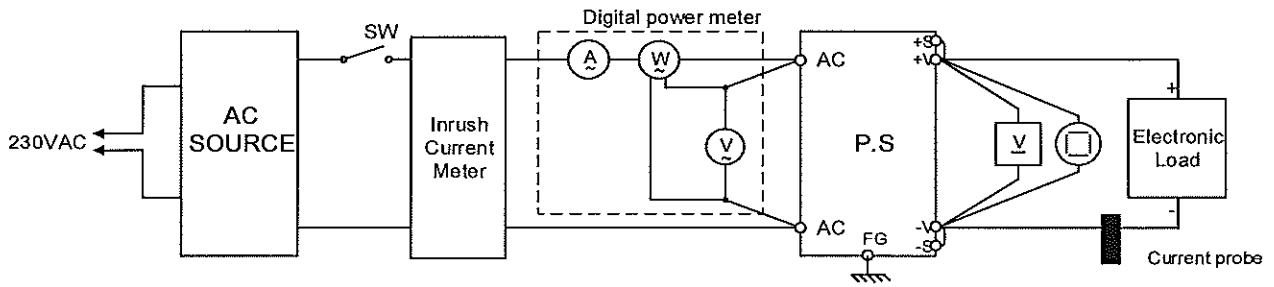 Digital power meter
SW
230VAC
AC
SOURCE
Inrush
Current
Meter
A
W
V
AC
AC
P.S
FG
+S
+V
-V
-S
V
+
Electronic
Load
-
Current probe